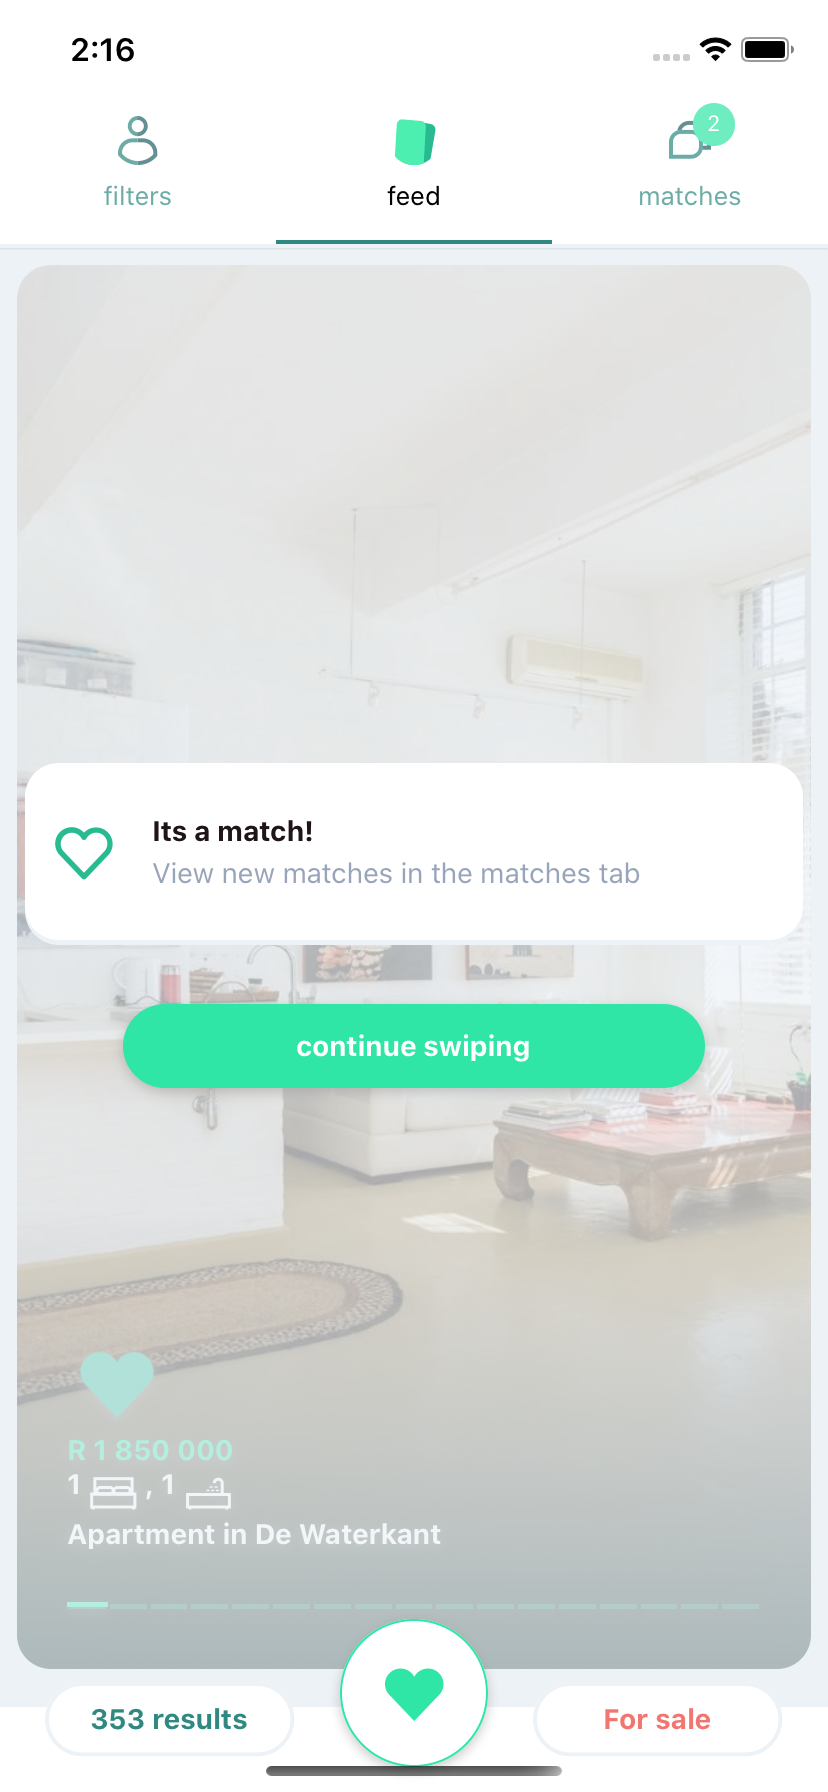 2:16
filters
feed
2
matches
Its a match!
View new matches in the matches tab
continue swiping
R 1 850 000
1 , 1
Apartment in De Waterkant
353 results
For sale